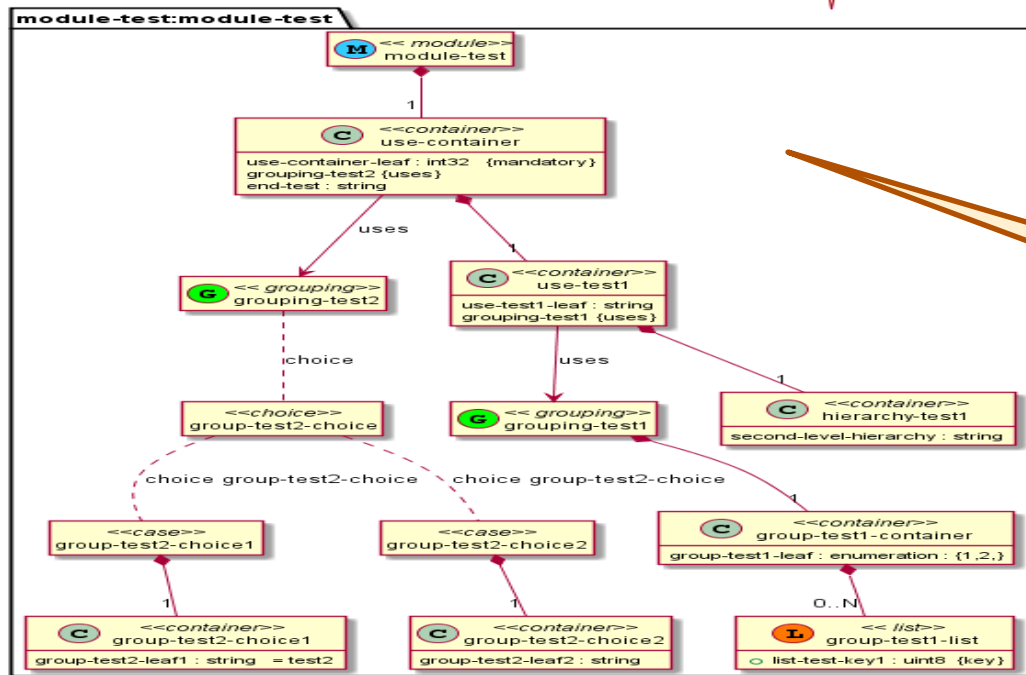 module-test:module-test
M << module>>
module-test
1
C <<container>>
use-container
use-container-leaf : int32 {mandatory}
grouping-test2 {uses}
end-test : string
uses
1
G << grouping>>
grouping-test2
C <<container>>
use-test1
use-test1-leaf : string
grouping-test1 {uses}
choice
uses
1
<<choice>>
group-test2-choice
G << grouping>>
grouping-test1
C <<container>>
hierarchy-test1
second-level-hierarchy : string
choice group-test2-choice
choice group-test2-choice
1
<<case>>
group-test2-choice1
<<case>>
group-test2-choice2
C <<container>>
group-test1-container
group-test1-leaf : enumeration : {1,2,}
1
1
0..N
C <<container>>
group-test2-choice1
group-test2-leaf1 : string = test2
C <<container>>
group-test2-choice2
group-test2-leaf2 : string
L << list>>
group-test1-list
list-test-key1 : uint8 {key}